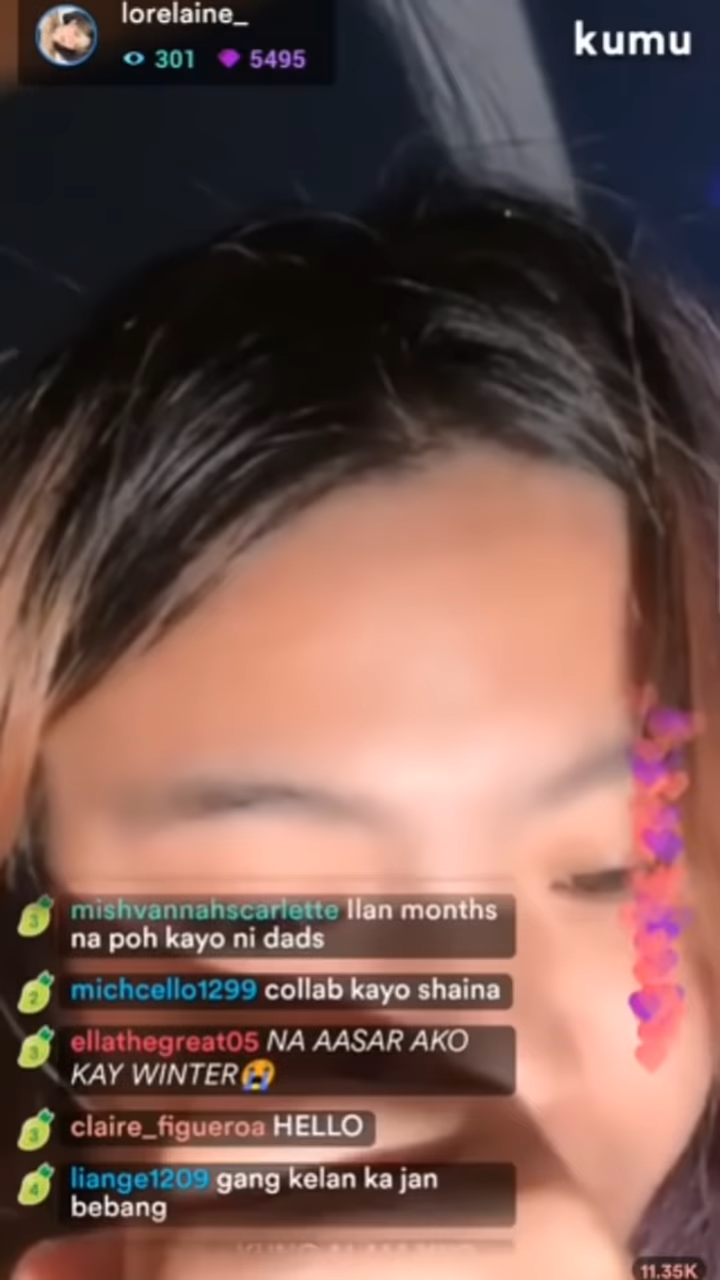 lorelaine_
kumu
301 5495
mishvannahscarlette Ilan months
na poh kayo ni dads
michcello1299 collab kayo shaina
ellathegreat05 NA AASAR AKO
KAY WINTER😭
claire_figueroa HELLO
liange1209 gang kelan ka jan
bebang
11.35K